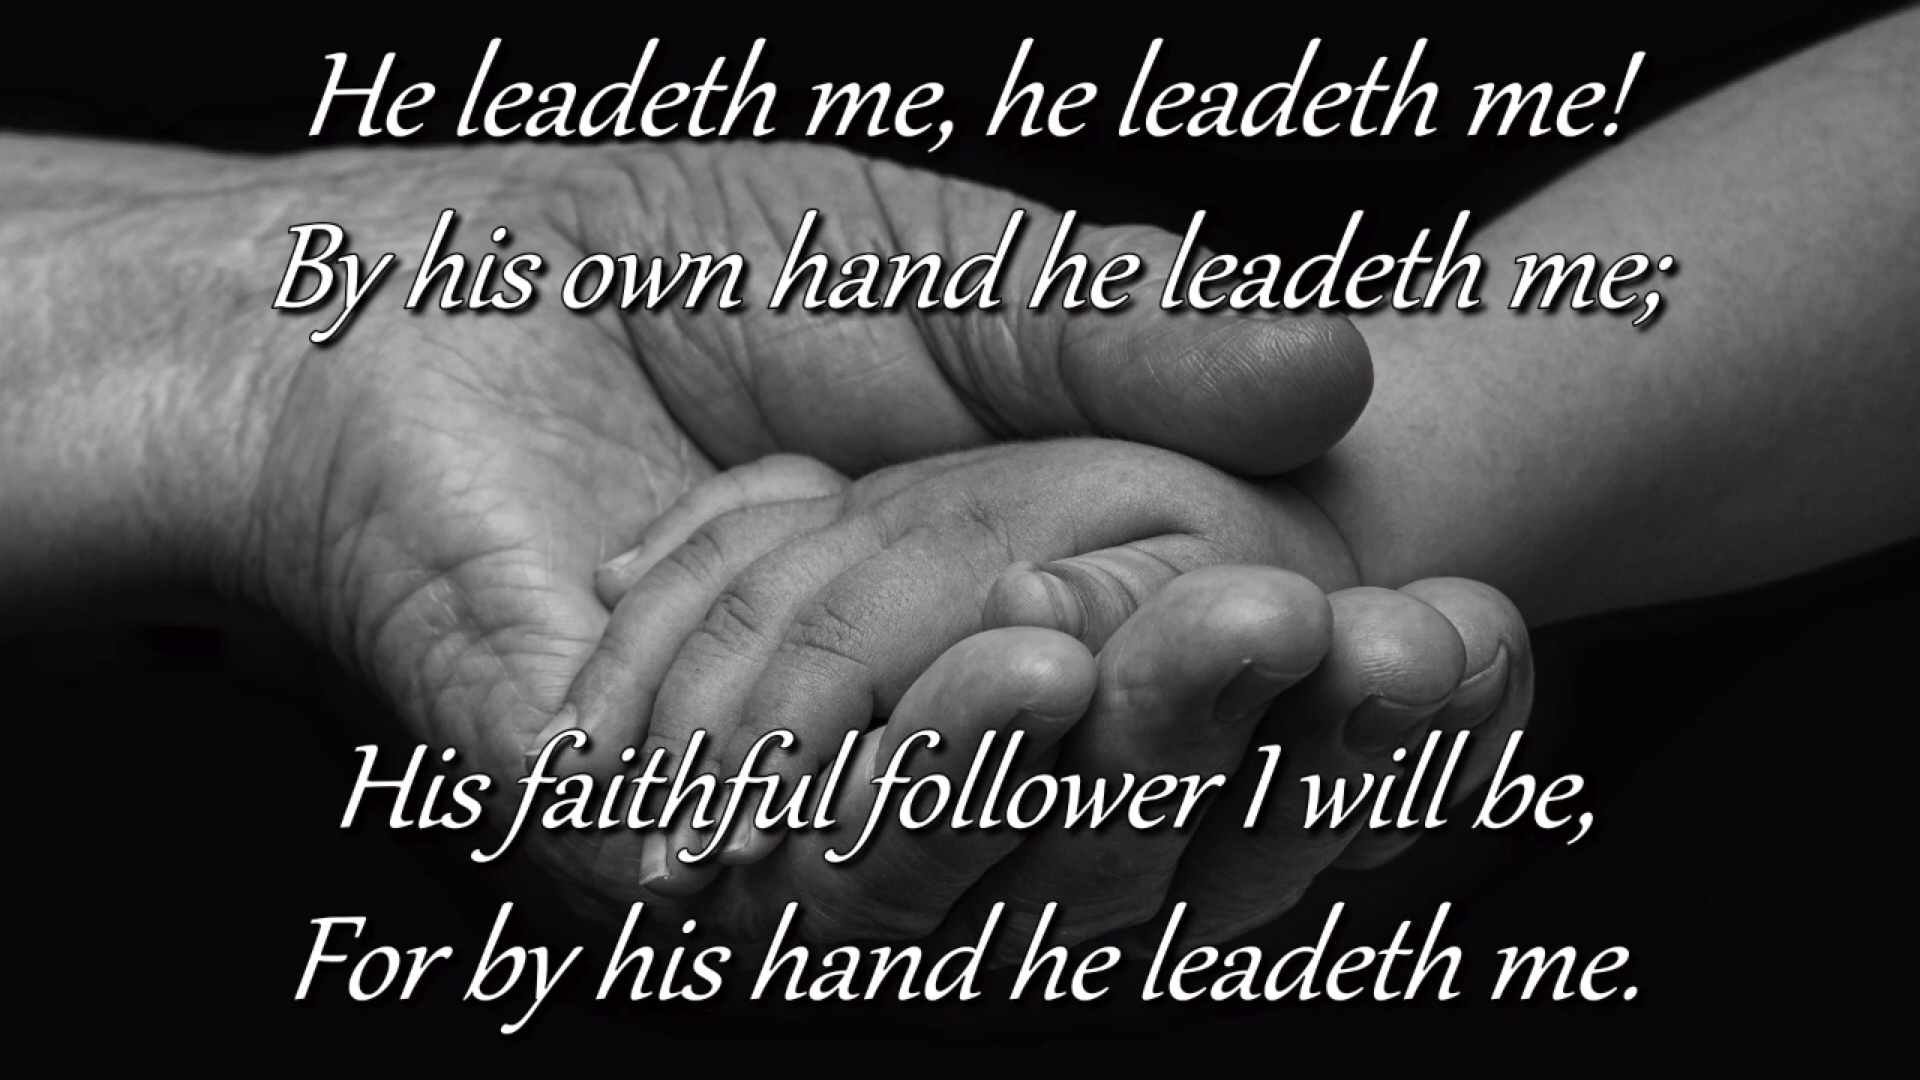 He leadeth me, he leadeth me!
By his own hand he leadeth me;
His faithful follower I will be,
For by his hand he leadeth me.